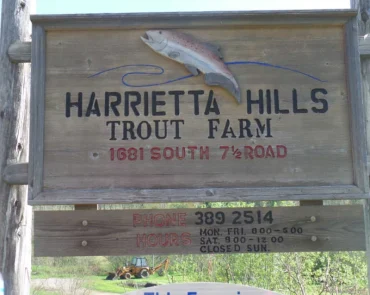 HARRIETTA HILLS
TROUT FARM
1681 SOUTH 7½ ROAD
PHONE 389 2514
HOURS MON. FRI. 8:00-5:00
SAT. 9:00-12:00
CLOSED SUN.